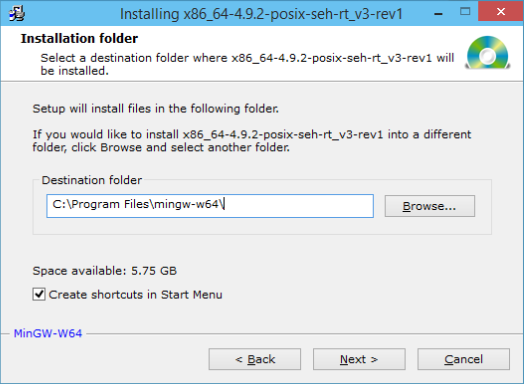 Installing x86_64-4.9.2-posix-seh-rt_v3-rev1
Installation folder
Select a destination folder where x86_64-4.9.2-posix-seh-rt_v3-rev1 will
be installed.
Setup will install files in the following folder.
If you would like to install x86_64-4.9.2-posix-seh-rt_v3-rev1 into a different
folder, click Browse and select another folder.
Destination folder
C:\Program Files\mingw-w64\
Browse...
Space available: 5.75 GB
Create shortcuts in Start Menu
MinGW-W64
< Back
Next >
Cancel